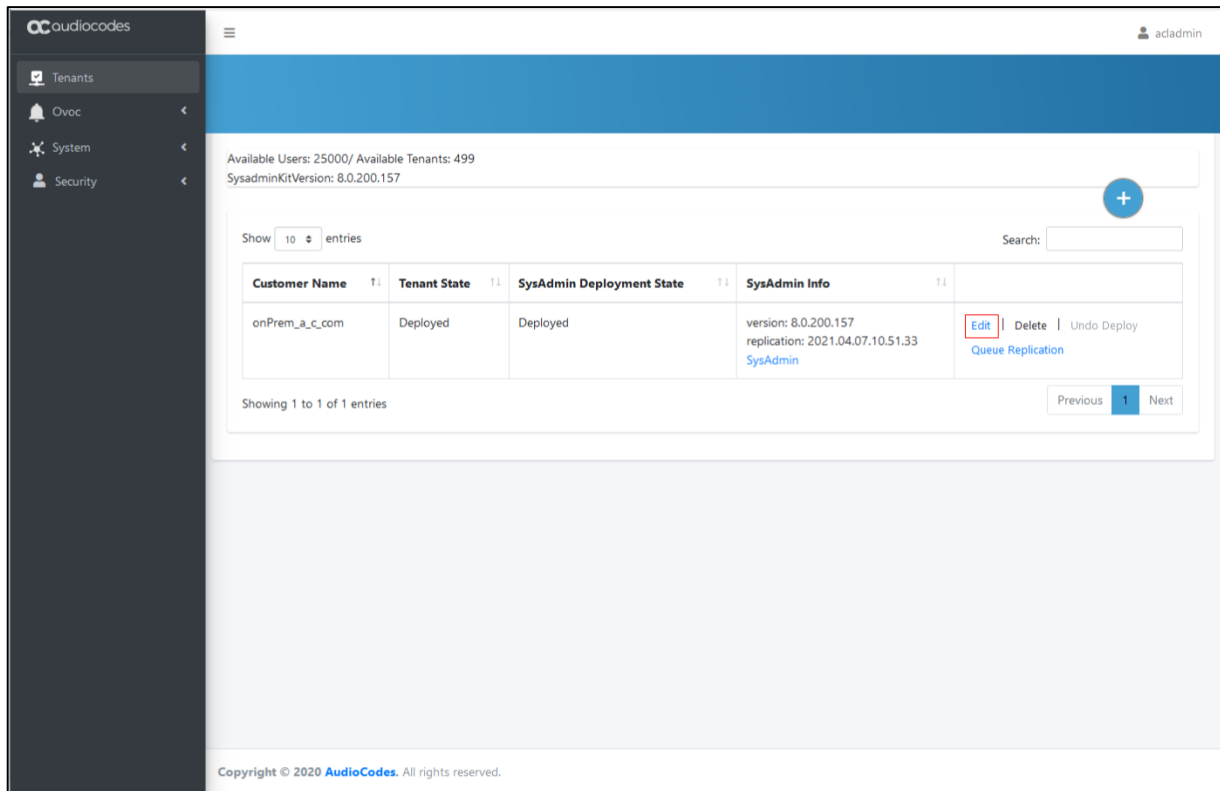 audiocodes
acladmin
Tenants
Ovoc
System
Security
Available Users: 25000/ Available Tenants: 499
SysadminKitVersion: 8.0.200.157
+
Show 10 entries
Search:
Customer Name Tenant State SysAdmin Deployment State SysAdmin Info
onPrem_a_c_com Deployed Deployed version: 8.0.200.157 Edit | Delete | Undo Deploy
replication: 2021.04.07.10.51.33 Queue Replication
SysAdmin
Showing 1 to 1 of 1 entries
Previous 1 Next
Copyright © 2020 AudioCodes. All rights reserved.